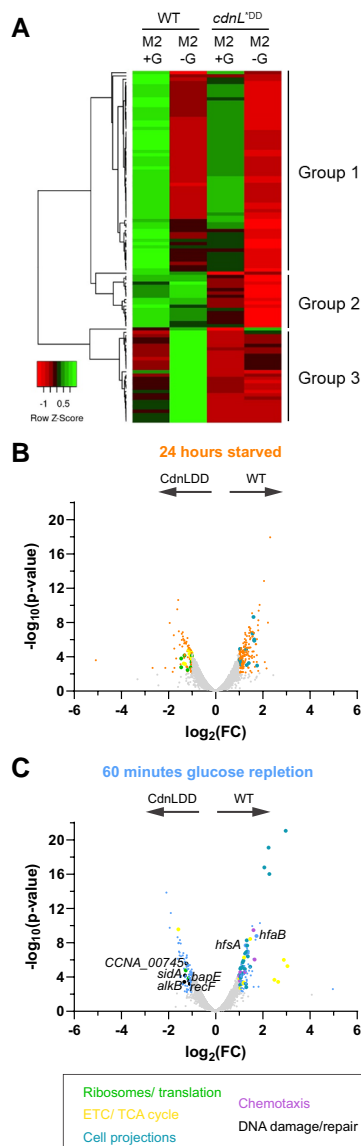 A
WT cdnL*DD
M2 M2 M2 M2
+G -G +G -G
Group 1
Group 2
Group 3
-1 0.5
Row Z-Score
B
24 hours starved
CdnLDD WT
20
16
12
8
4
0
-log10(p-value)
-6 -4 -2 0 2 4 6
log2(FC)
C
60 minutes glucose repletion
CdnLDD WT
20
16
12
8
4
0
-log10(p-value)
hfaB
hfsA
CCNA_00745
sidA bapE
alkB recF
-6 -4 -2 0 2 4 6
log2(FC)
Ribosomes/ translation
ETC/ TCA cycle
Cell projections
Chemotaxis
DNA damage/repair